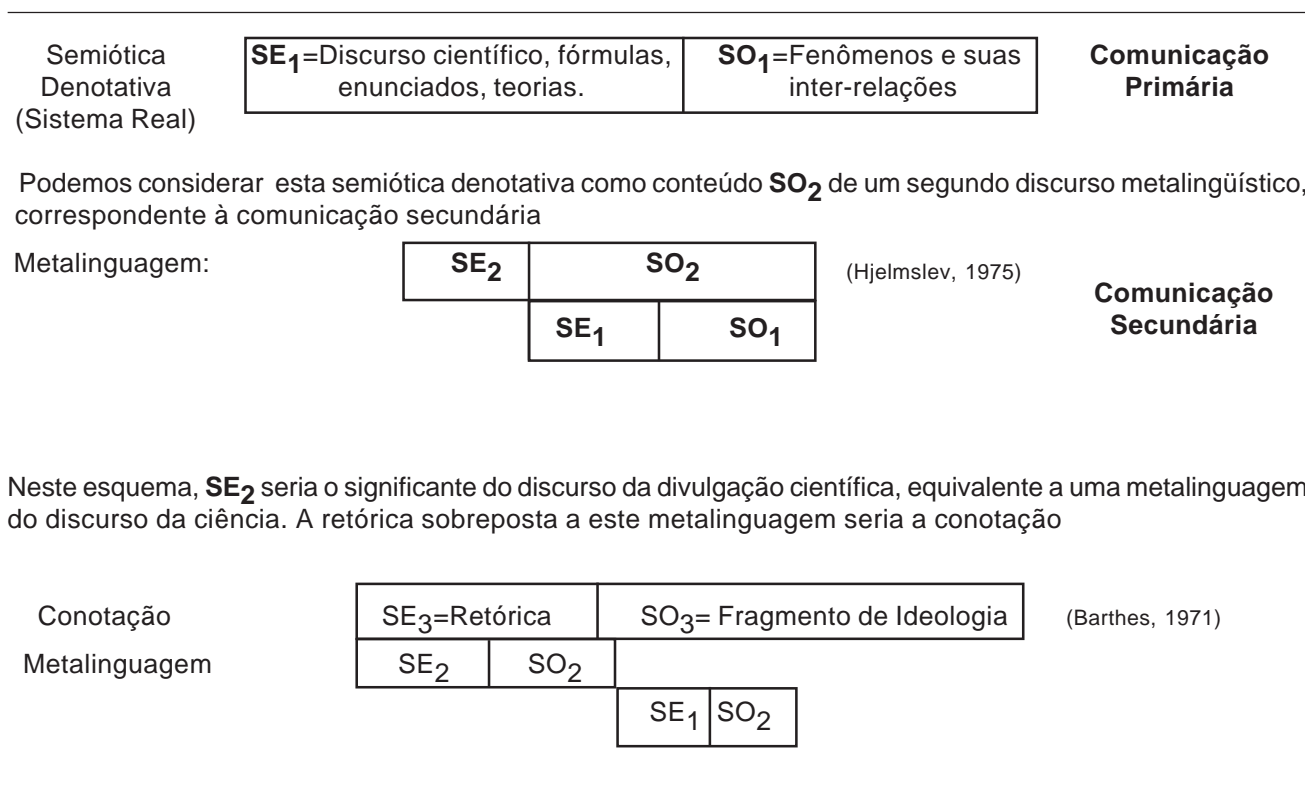 Semiótica
Denotativa
(Sistema Real)
SE1=Discurso científico, fórmulas,
enunciados, teorias.
SO1=Fenômenos e suas
inter-relações
Comunicação
Primária
Podemos considerar esta semiótica denotativa como conteúdo SO2 de um segundo discurso metalingüístico,
correspondente à comunicação secundária
Metalinguagem:
SE2 SO2
(Hjelmslev, 1975)
SE1 SO1
Comunicação
Secundária
Neste esquema, SE2 seria o significante do discurso da divulgação científica, equivalente a uma metalinguagem
do discurso da ciência. A retórica sobreposta a este metalinguagem seria a conotação
Conotação SE3=Retórica SO3= Fragmento de Ideologia (Barthes, 1971)
Metalinguagem SE2 SO2
SE1 SO2